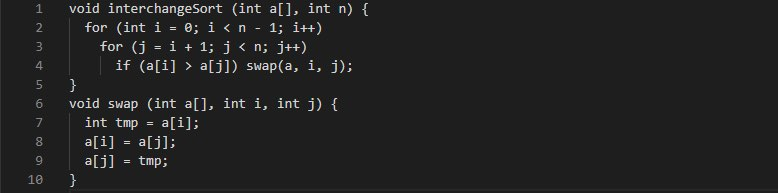 1 void interchangeSort (int a[], int n) {
2   for (int i = 0; i < n - 1; i++)
3     for (j = i + 1; j < n; j++)
4       if (a[i] > a[j]) swap(a, i, j);
5 }
6 void swap (int a[], int i, int j) {
7   int tmp = a[i];
8   a[i] = a[j];
9   a[j] = tmp;
10 }